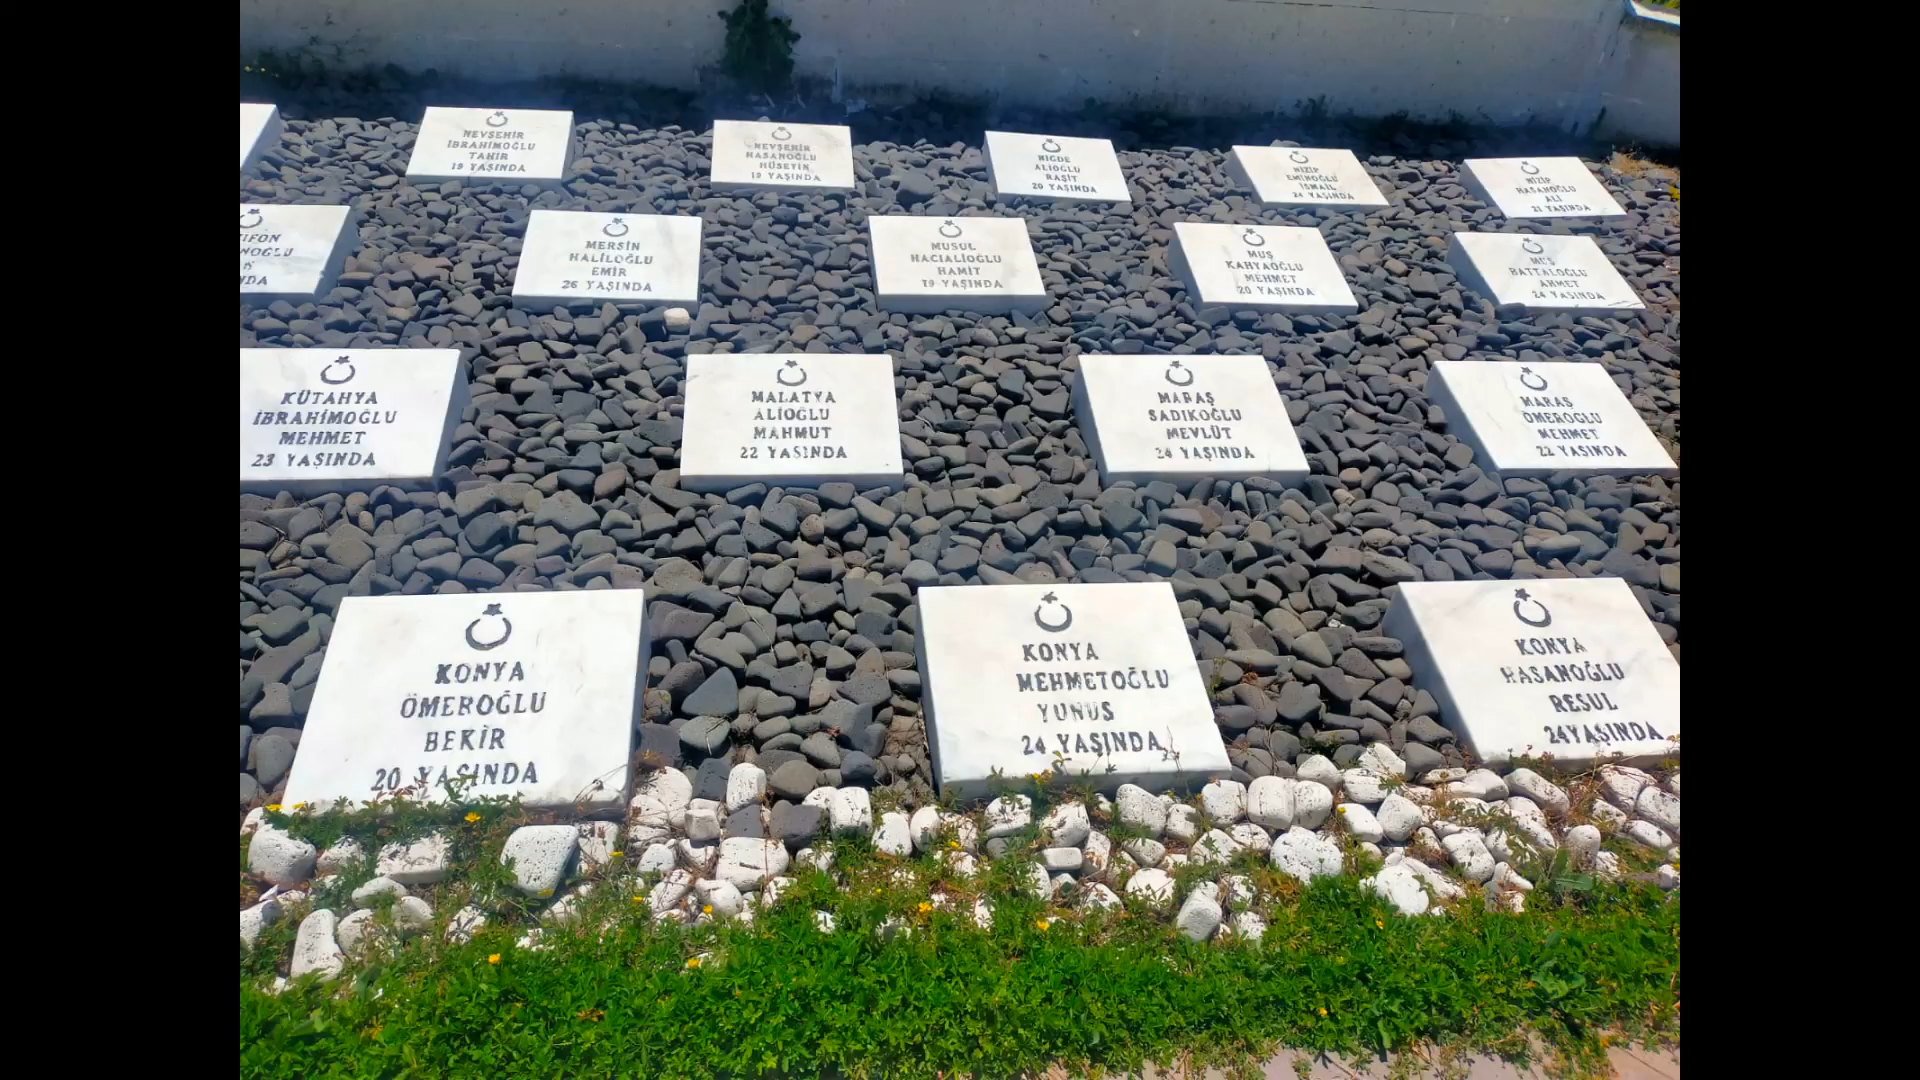 NEVŞEHİR
İBRAHİMOĞLU
TAHİR
19 YAŞINDA
NEVŞEHİR
HASANOĞLU
HÜSEYİN
19 YAŞINDA
NİĞDE
ALİOĞLU
RAŞİT
20 YAŞINDA
NİZİP
EMİNOĞLU
İSMAİL
24 YAŞINDA
NİZİP
HASANOĞLU
ALİ
21 YAŞINDA
MERSİN
HALİLOĞLU
EMİR
26 YAŞINDA
MUSUL
HACIALİOĞLU
HAMİT
19 YAŞINDA
MUŞ
KAHYAOĞLU
MEHMET
20 YAŞINDA
MUŞ
BATTALOĞLU
AHMET
24 YAŞINDA
KÜTAHYA
İBRAHİMOĞLU
MEHMET
23 YAŞINDA
MALATYA
ALİOĞLU
MAHMUT
22 YAŞINDA
MARAŞ
SADIKOĞLU
MEVLÜT
24 YAŞINDA
MARAŞ
ÖMEROĞLU
MEHMET
22 YAŞINDA
KONYA
ÖMEROĞLU
BEKİR
20 YAŞINDA
KONYA
MEHMETOĞLU
YUNUS
24 YAŞINDA
KONYA
HASANOĞLU
RESUL
24YAŞINDA